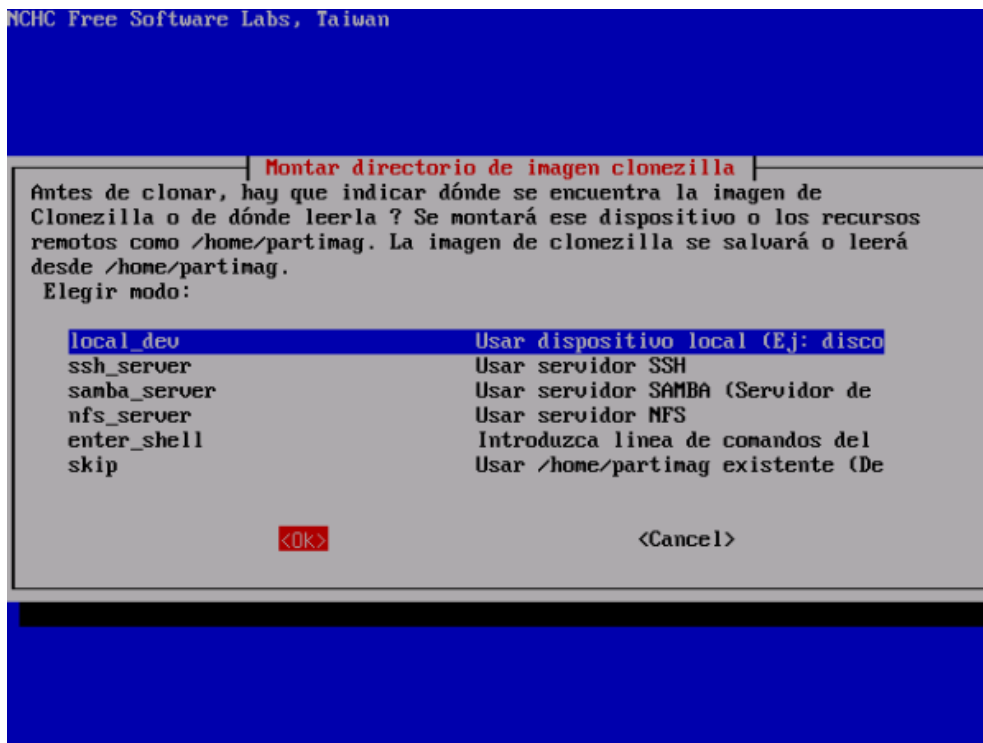 NCHC Free Software Labs, Taiwan
Montar directorio de imagen clonezilla
Antes de clonar, hay que indicar dónde se encuentra la imagen de
Clonezilla o de dónde leerla ? Se montará ese dispositivo o los recursos
remotos como /home/partimag. La imagen de clonezilla se salvará o leerá
desde /home/partimag.
Elegir modo:
local_dev Usar dispositivo local (Ej: disco
ssh_server Usar servidor SSH
samba_server Usar servidor SAMBA (Servidor de
nfs_server Usar servidor NFS
enter_shell Introduzca linea de comandos del
skip Usar /home/partimag existente (De
<Ok> <Cancel>